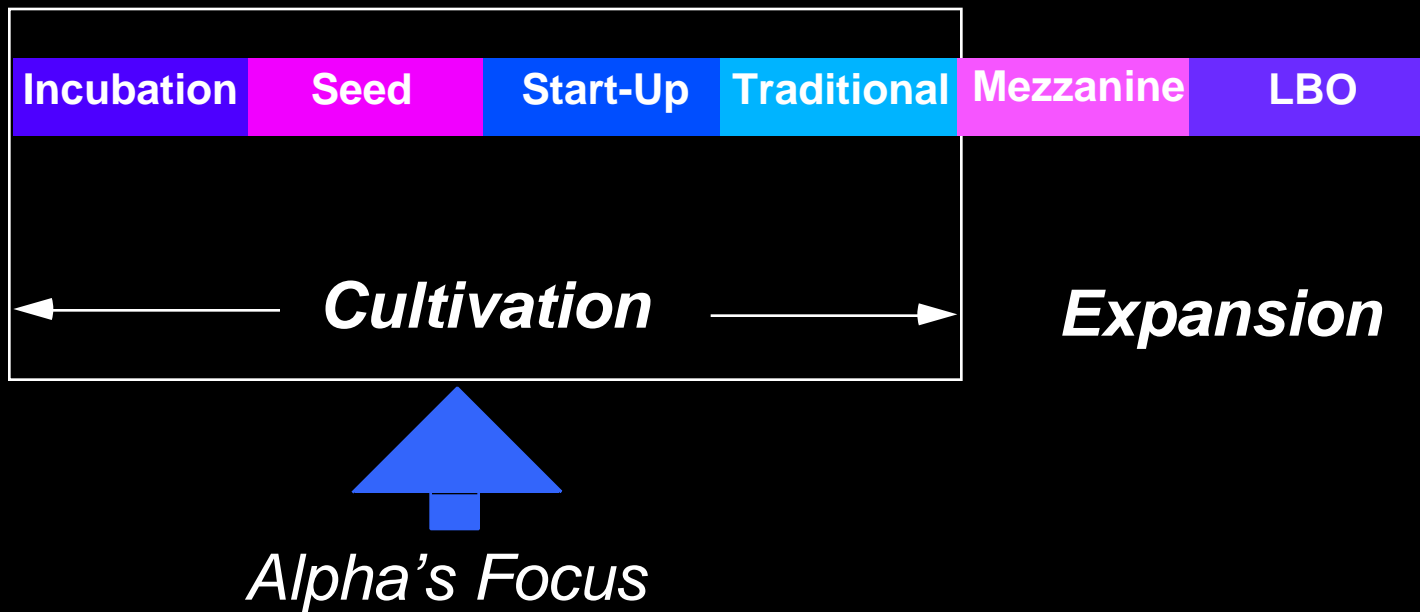 Incubation Seed Start-Up Traditional Mezzanine LBO
Cultivation Expansion
Alpha’s Focus